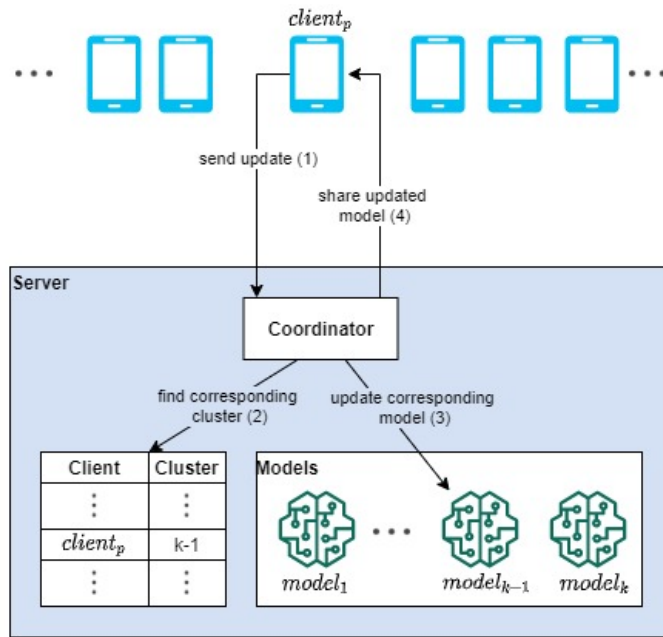 client_p
send update (1)
share updated
model (4)
Server
Coordinator
find corresponding
cluster (2)
update corresponding
model (3)
Client Cluster
client_p k-1
Models
model_1 model_{k-1} model_k